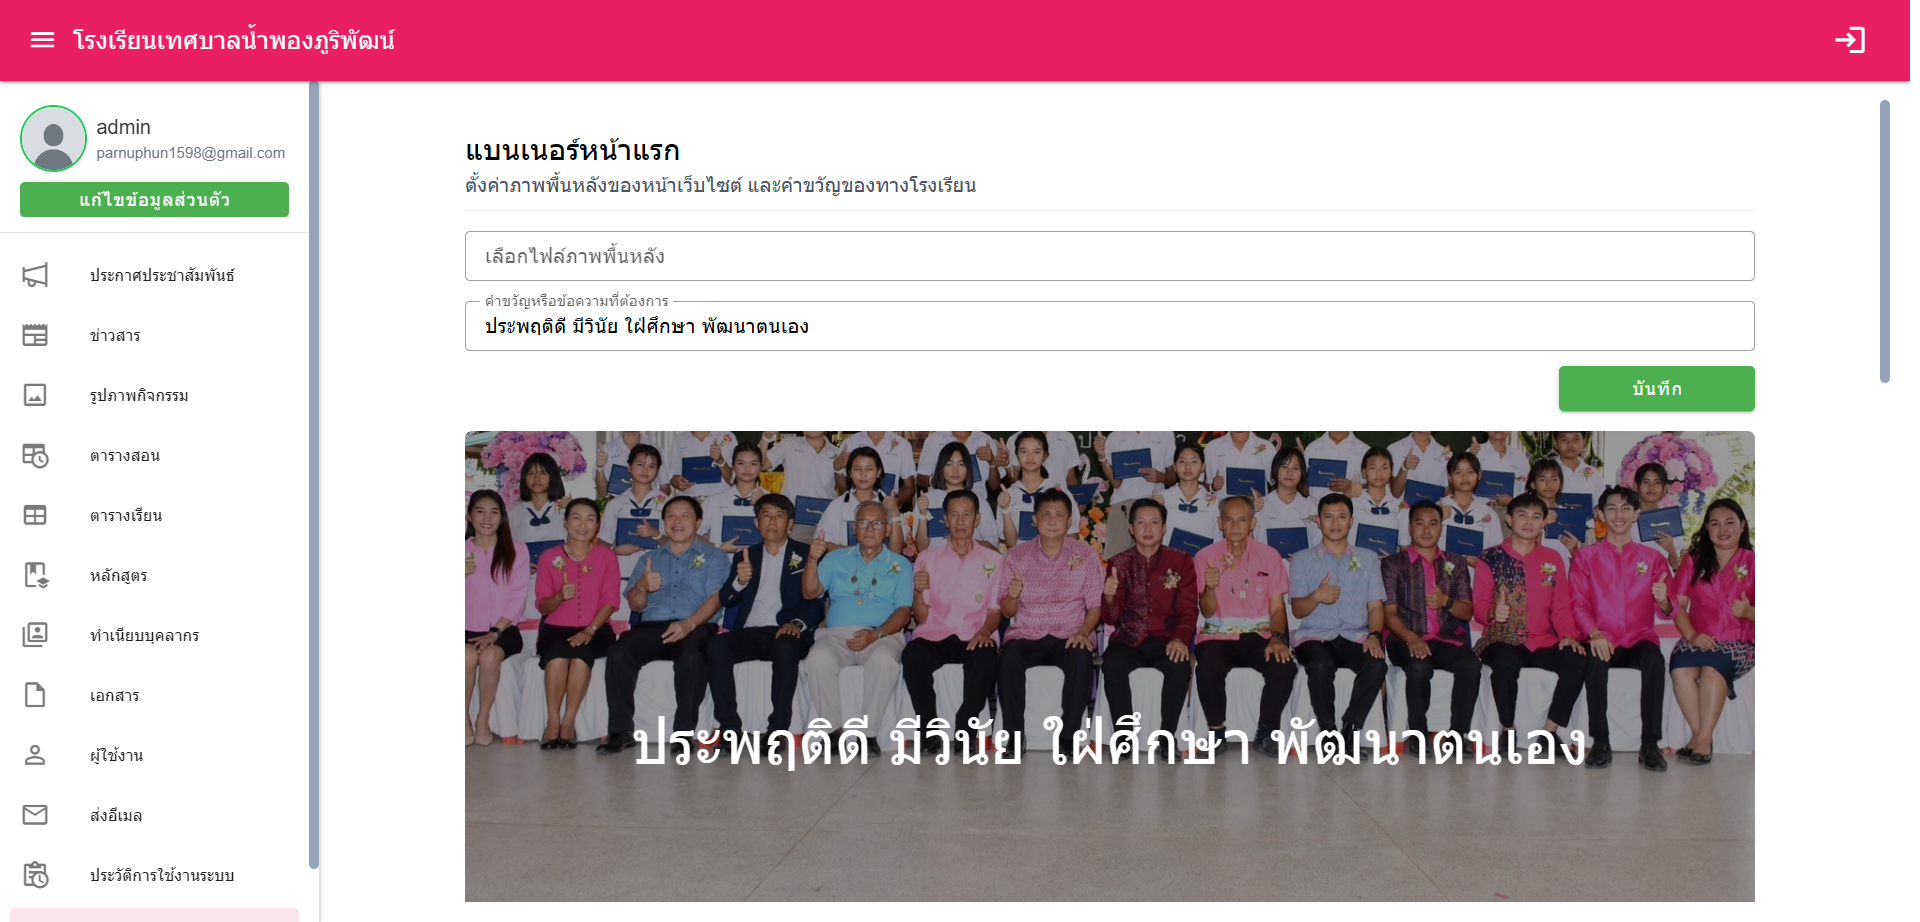 โรงเรียนเทศบาลน้ำพองภูริพัฒน์
admin
parnuphun1598@gmail.com
แก้ไขข้อมูลส่วนตัว
ประกาศประชาสัมพันธ์
ข่าวสาร
รูปภาพกิจกรรม
ตารางสอน
ตารางเรียน
หลักสูตร
ทำเนียบบุคลากร
เอกสาร
ผู้ใช้งาน
ส่งอีเมล
ประวัติการใช้งานระบบ
แบนเนอร์หน้าแรก
ตั้งค่าภาพพื้นหลังของหน้าเว็บไซต์ และคำขวัญของทางโรงเรียน
เลือกไฟล์ภาพพื้นหลัง
คำขวัญหรือข้อความที่ต้องการ
ประพฤติดี มีวินัย ใฝ่ศึกษา พัฒนาตนเอง
บันทึก
ประพฤติดี มีวินัย ใฝ่ศึกษา พัฒนาตนเอง